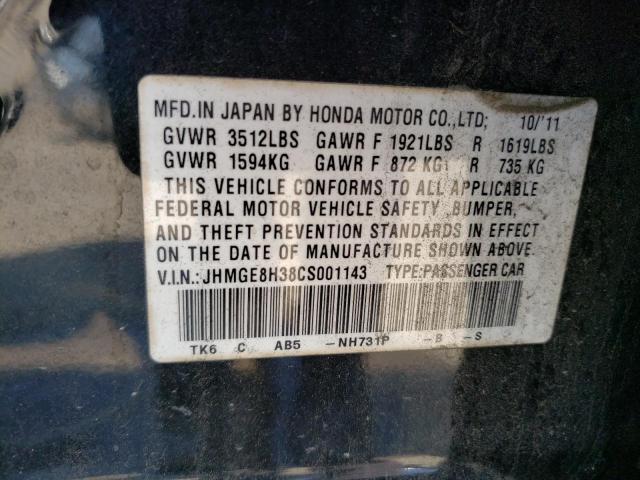 MFD.IN JAPAN BY HONDA MOTOR CO.,LTD; 10/'11
GVWR 3512LBS GAWR F 1921LBS R 1619LBS
GVWR 1594KG GAWR F 872 KG R 735 KG
THIS VEHICLE CONFORMS TO ALL APPLICABLE
FEDERAL MOTOR VEHICLE SAFETY, BUMPER,
AND THEFT PREVENTION STANDARDS IN EFFECT
ON THE DATE OF MANUFACTURE SHOWN ABOVE.
V.I.N.: JHMGE8H38CS001143 TYPE:PASSENGER CAR
TK6 C AB5 -NH731P -B -S